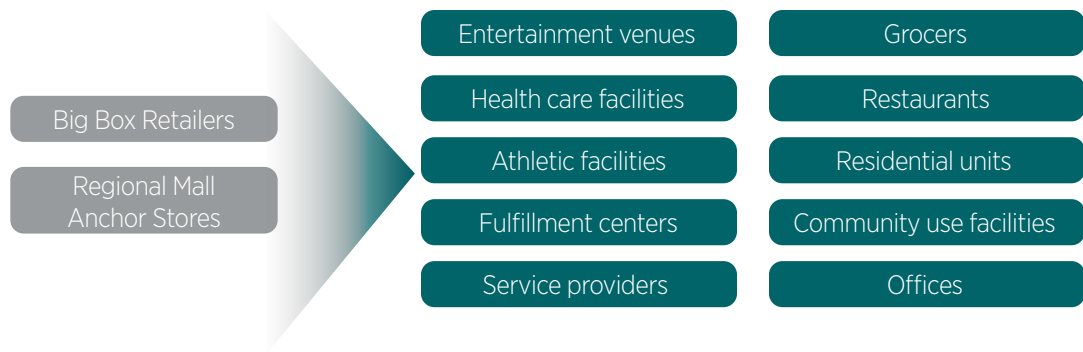 Big Box Retailers
Regional Mall
Anchor Stores
Entertainment venues
Health care facilities
Athletic facilities
Fulfillment centers
Service providers
Grocers
Restaurants
Residential units
Community use facilities
Offices